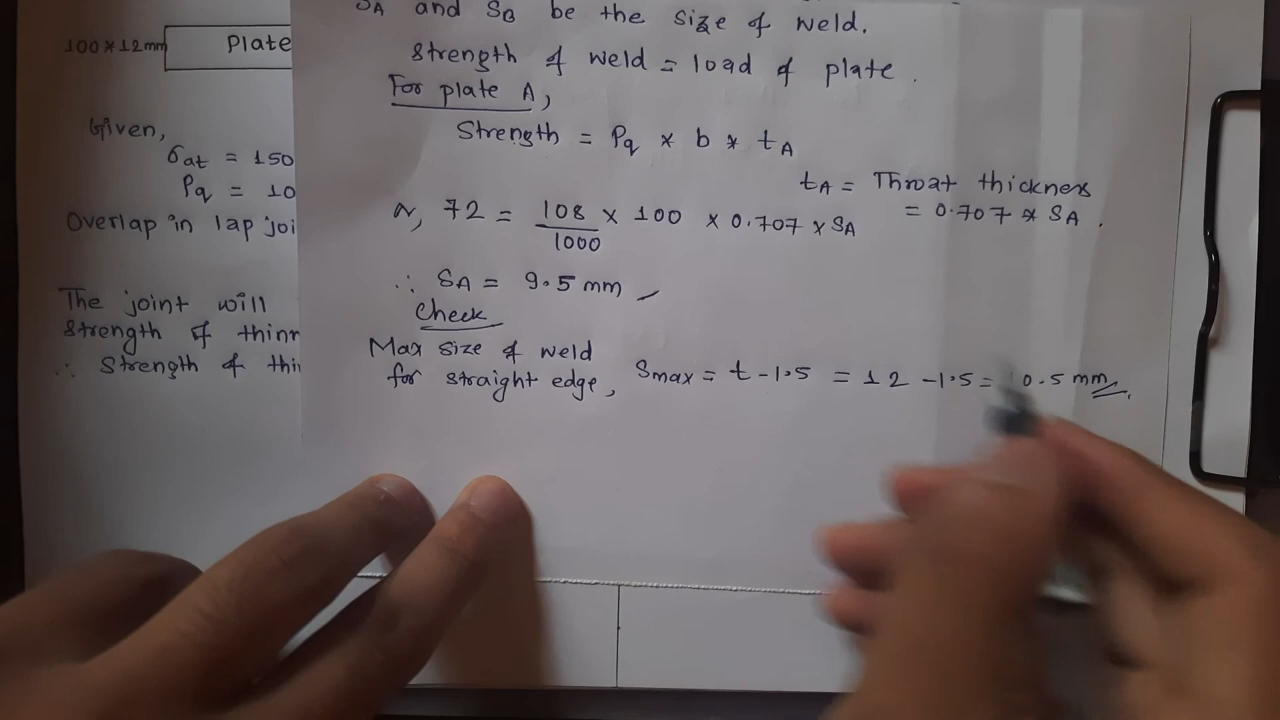 SA and SB be the size of weld.
Strength of weld = load of plate.
For plate A,
Strength = Pq × b × tA
tA = Throat thickness
= 0.707 × SA.
72 = 108/1000 × 100 × 0.707 × SA
∴ SA = 9.5 mm
Check
Max size of weld
for straight edge, Smax = t - 1.5 = 12 - 1.5 = 10.5 mm.
100 × 12mm Plate
Given,
σat = 150
Pq = 10
Overlap in lap joi
The joint will
Strength of thinn
∴ Strength of thi